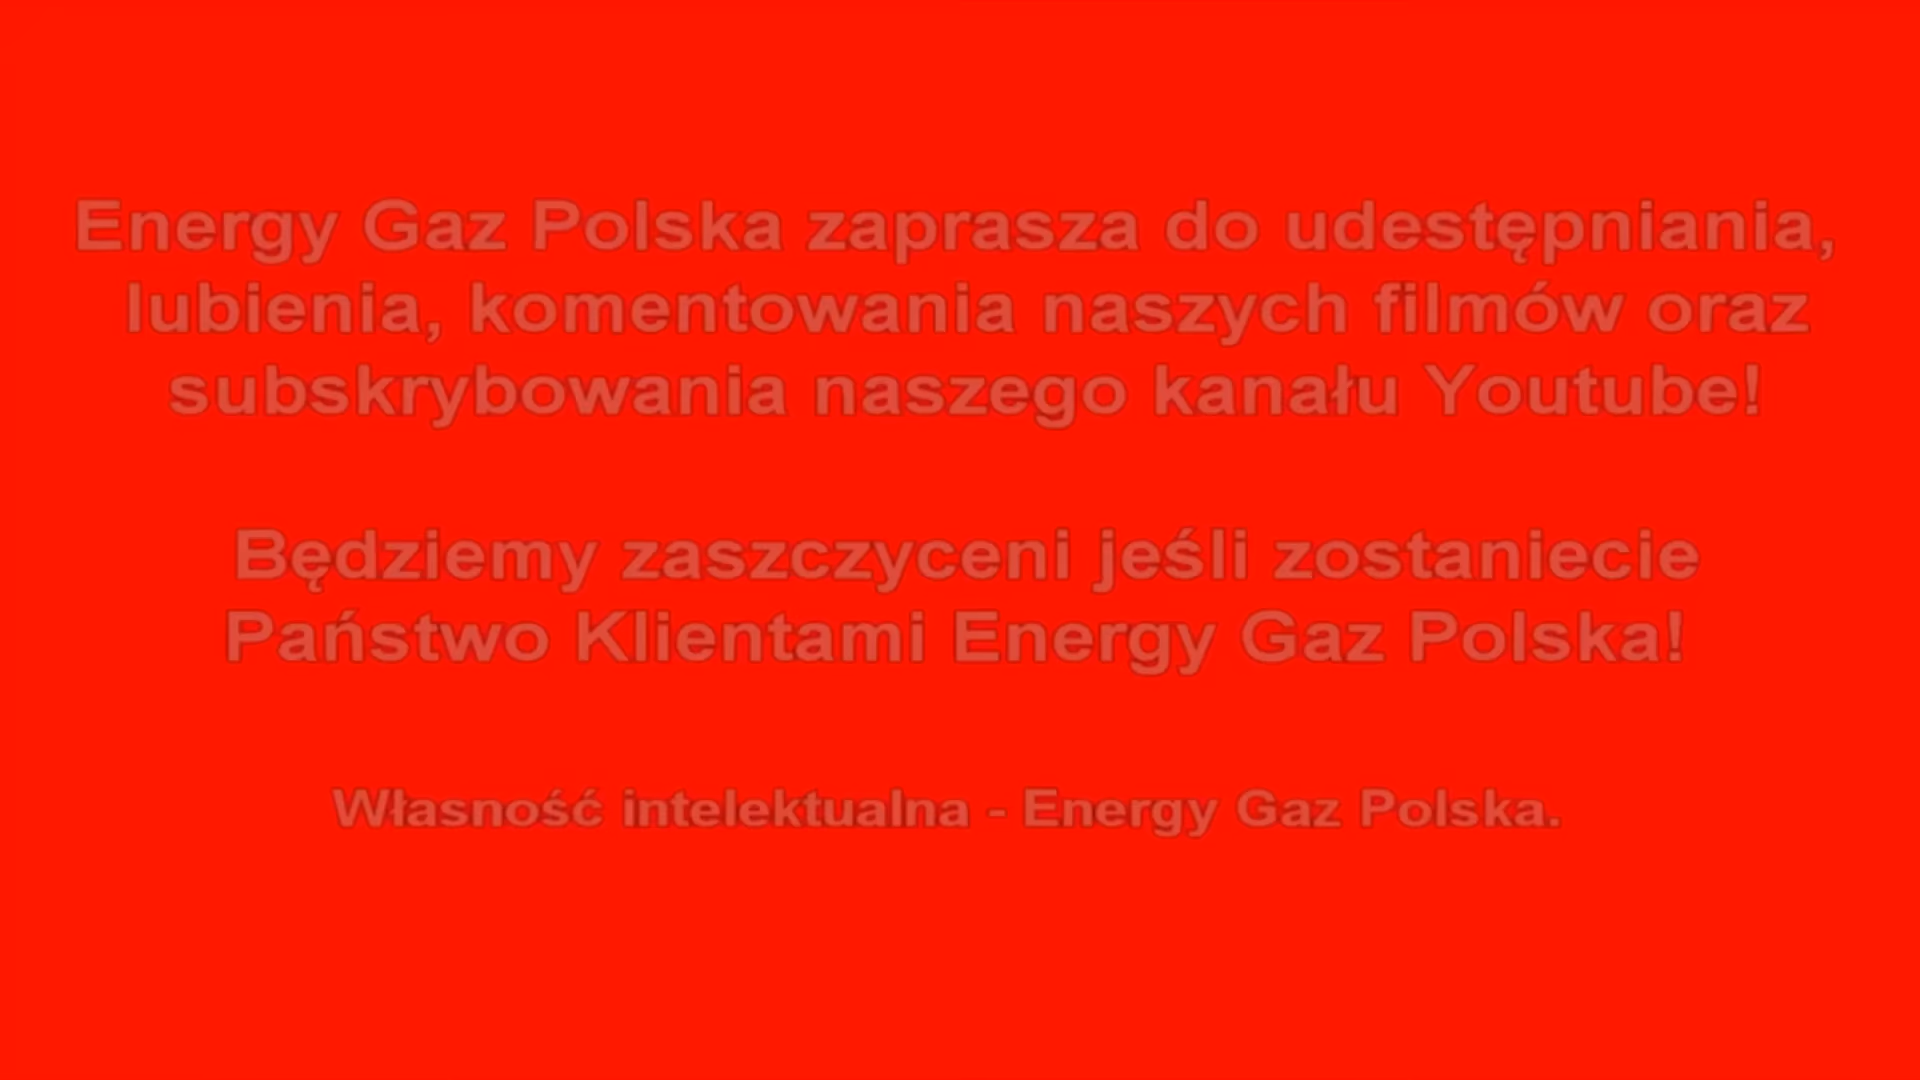 Energy Gaz Polska zaprasza do udestępniania,
lubienia, komentowania naszych filmów oraz
subskrybowania naszego kanału Youtube!
Będziemy zaszczyceni jeśli zostaniecie
Państwo Klientami Energy Gaz Polska!
Własność intelektualna - Energy Gaz Polska.